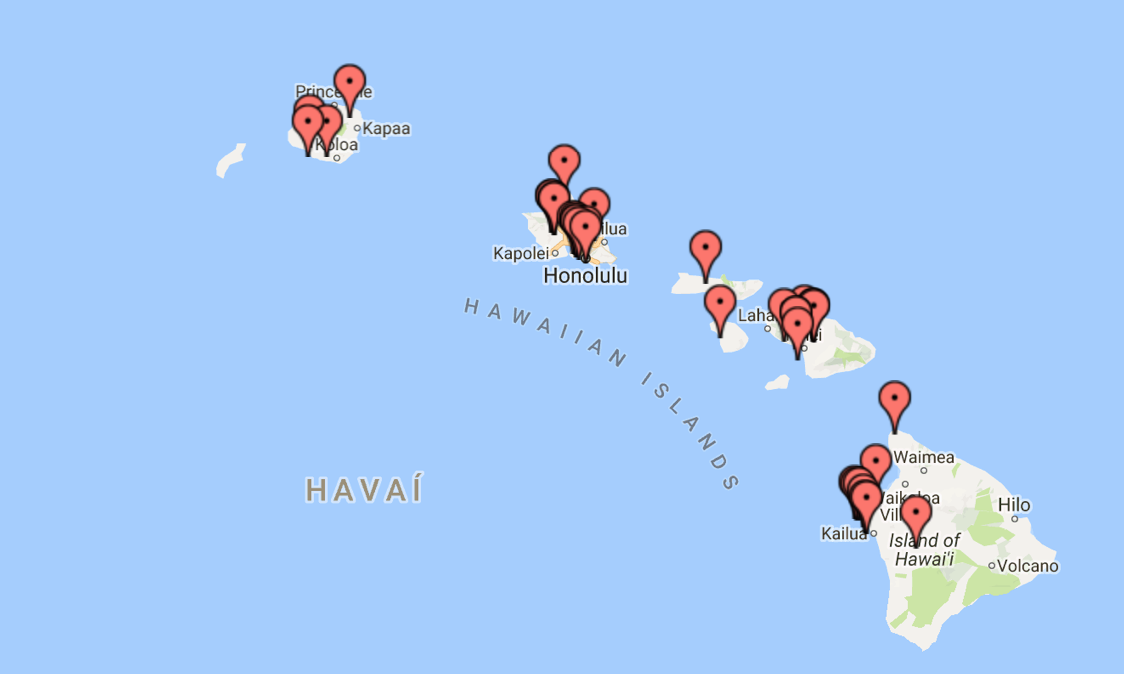 Kapaa
Koloa
Kapolei
Honolulu
HAWAIIAN ISLANDS
HAVAÍ
Waimea
Hilo
Kailua
Island of
Hawai'i
Volcano